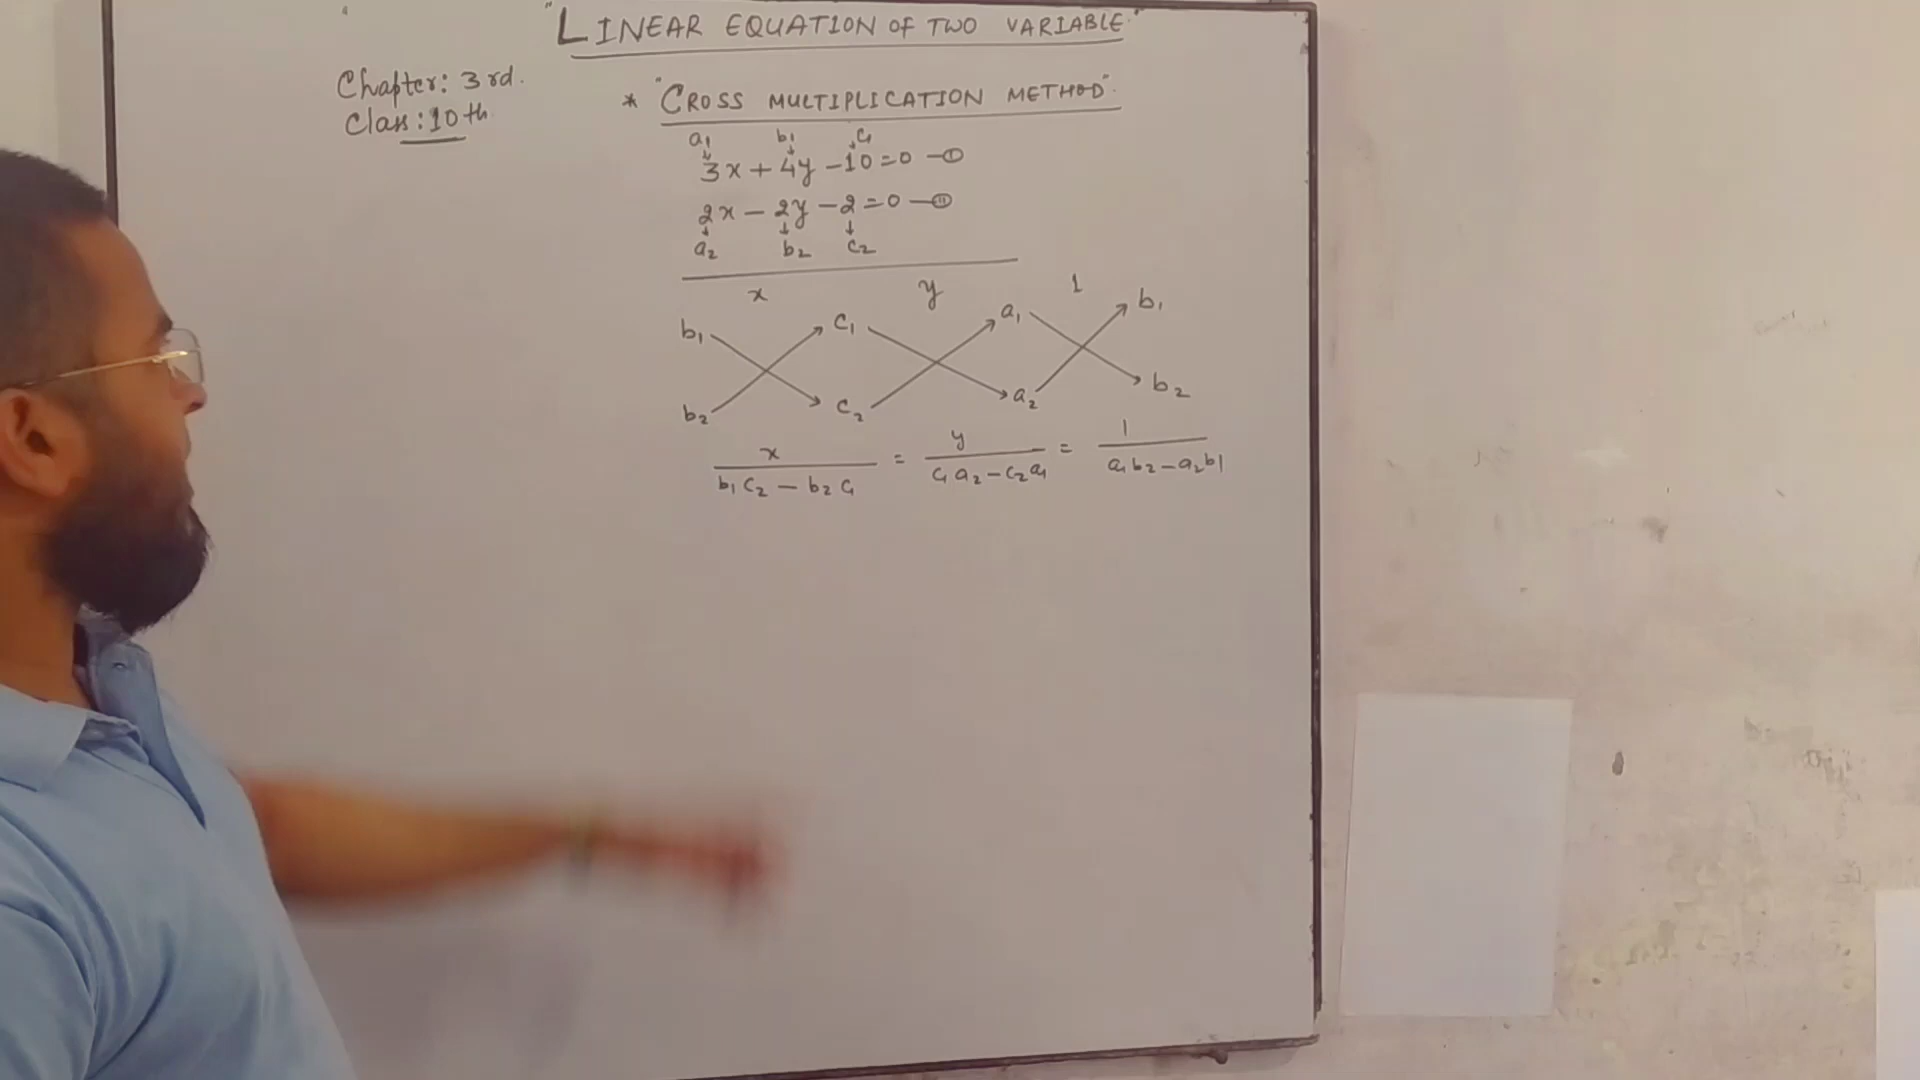 "LINEAR EQUATION OF TWO VARIABLE"
Chapter: 3rd.
Class: 10th
* "CROSS MULTIPLICATION METHOD".
a₁ b₁ c₁
3x + 4y - 10 = 0 — Ⓘ
2x - 2y - 2 = 0 — Ⓘⓘ
a₂ b₂ c₂
x y 1
b₁ c₁ a₁ b₁
b₂ c₂ a₂ b₂
x/(b₁c₂ - b₂c₁) = y/(c₁a₂ - c₂a₁) = 1/(a₁b₂ - a₂b₁)